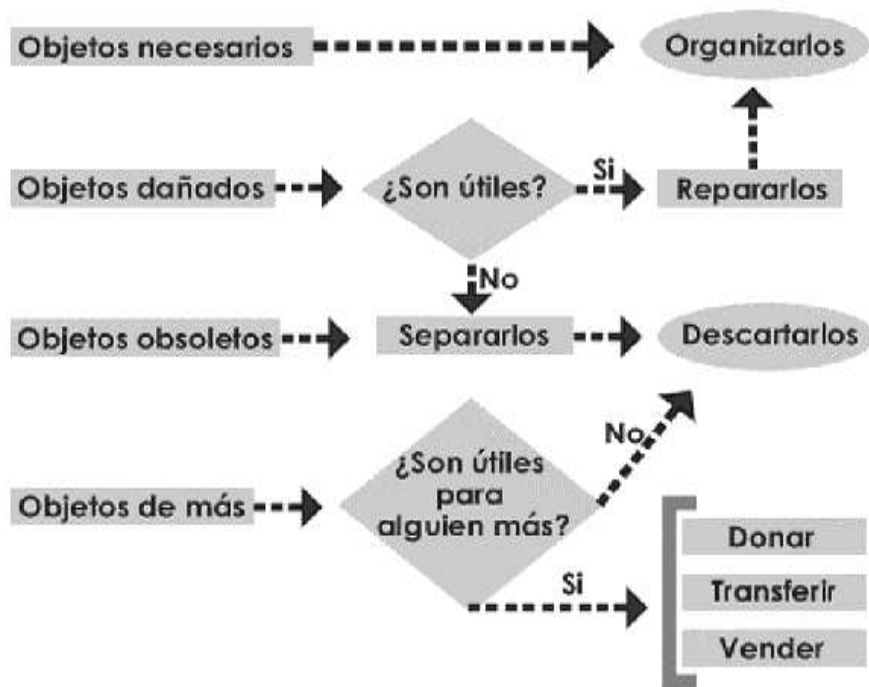 Objetos necesarios
Organizarlos
Objetos dañados
¿Son útiles?
Si
Repararlos
No
Objetos obsoletos
Separarlos
Descartarlos
Objetos de más
¿Son útiles
para
alguien más?
No
Si
Donar
Transferir
Vender